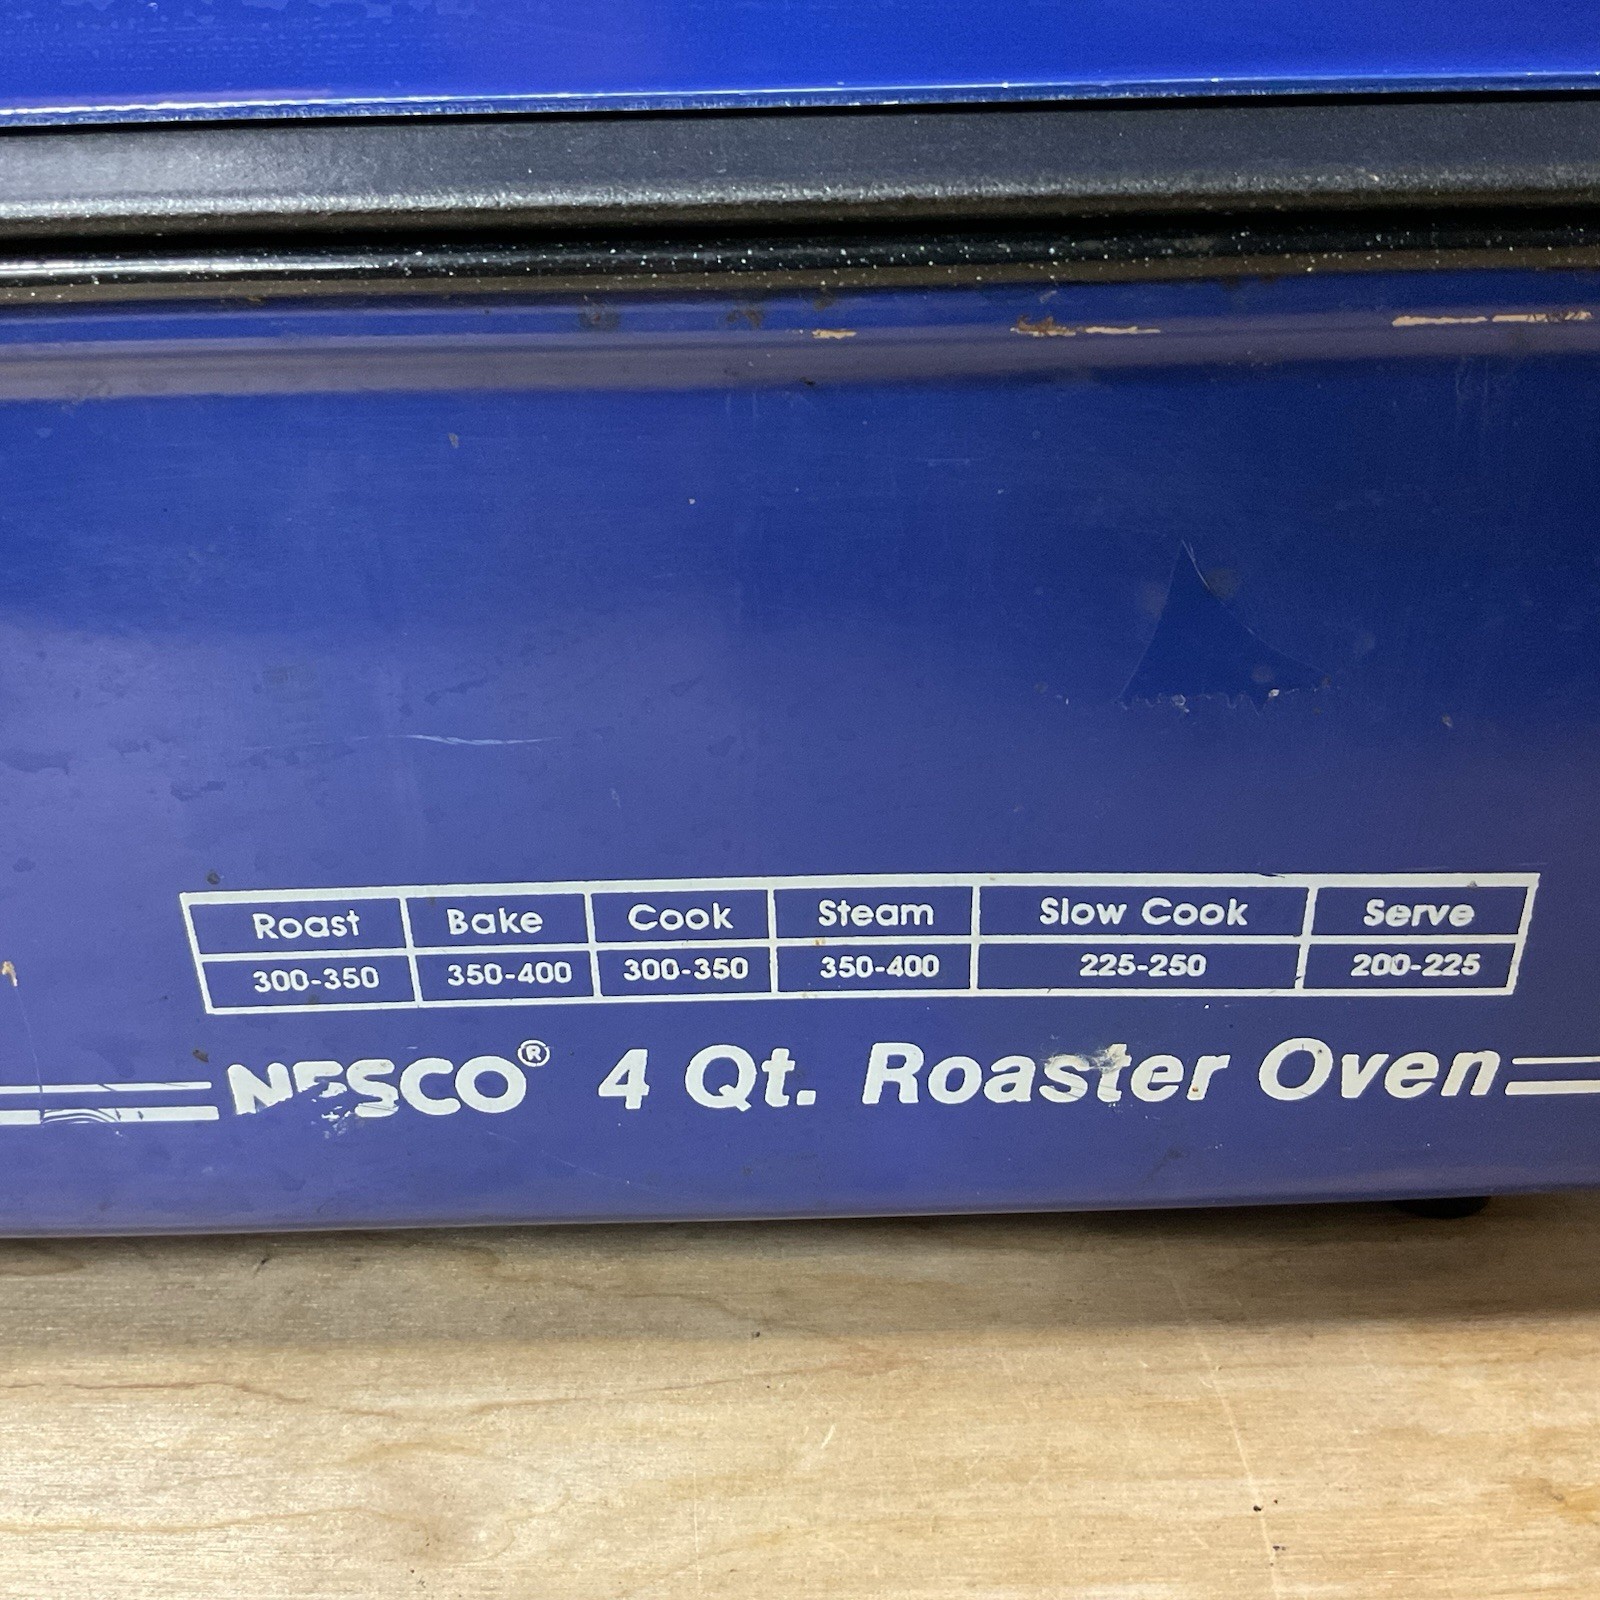 Roast Bake Cook Steam Slow Cook Serve
300-350 350-400 300-350 350-400 225-250 200-225
NESCO® 4 Qt. Roaster Oven